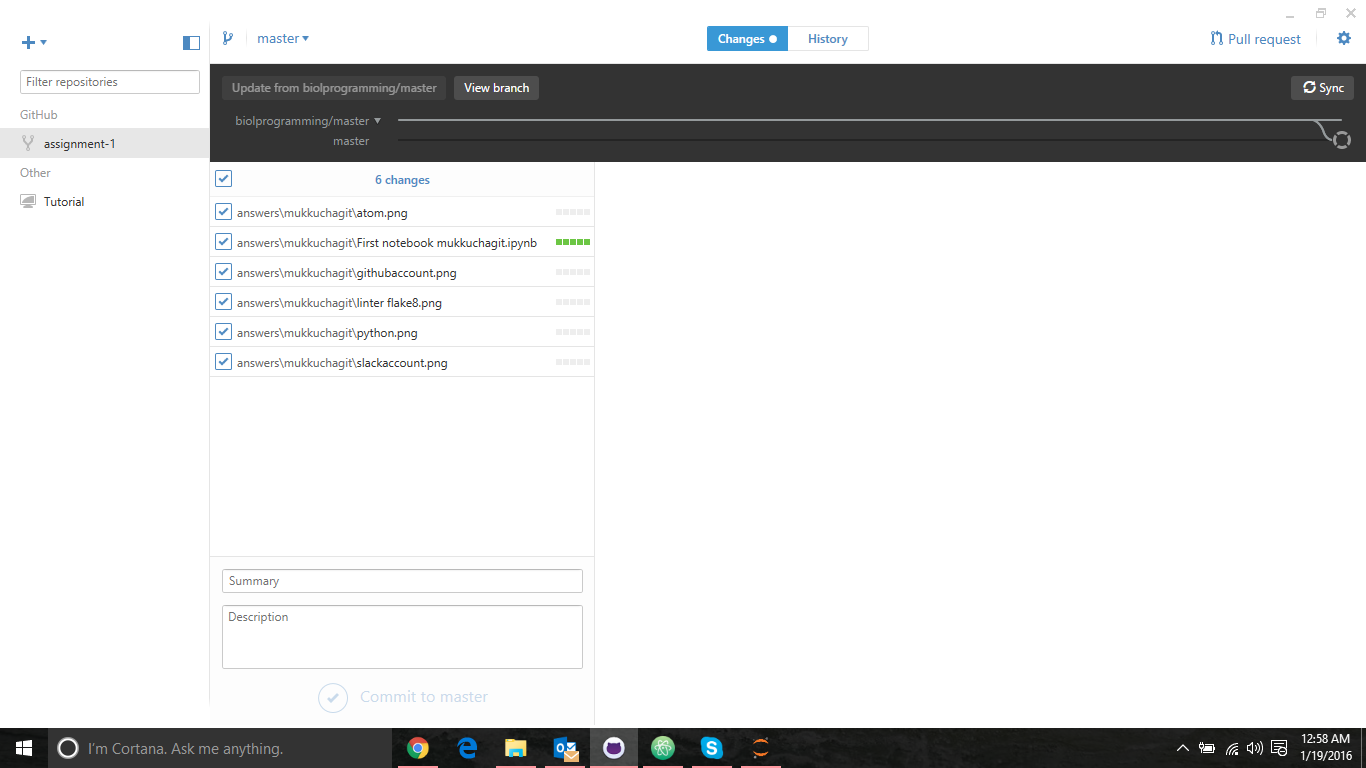 master
Changes
History
Pull request
Filter repositories
GitHub
assignment-1
Other
Tutorial
Update from biolprogramming/master
View branch
Sync
biolprogramming/master
master
6 changes
answers\mukkuchagit\atom.png
answers\mukkuchagit\First notebook mukkuchagit.ipynb
answers\mukkuchagit\githubaccount.png
answers\mukkuchagit\linter flake8.png
answers\mukkuchagit\python.png
answers\mukkuchagit\slackaccount.png
Summary
Description
Commit to master
I'm Cortana. Ask me anything.
12:58 AM
1/19/2016